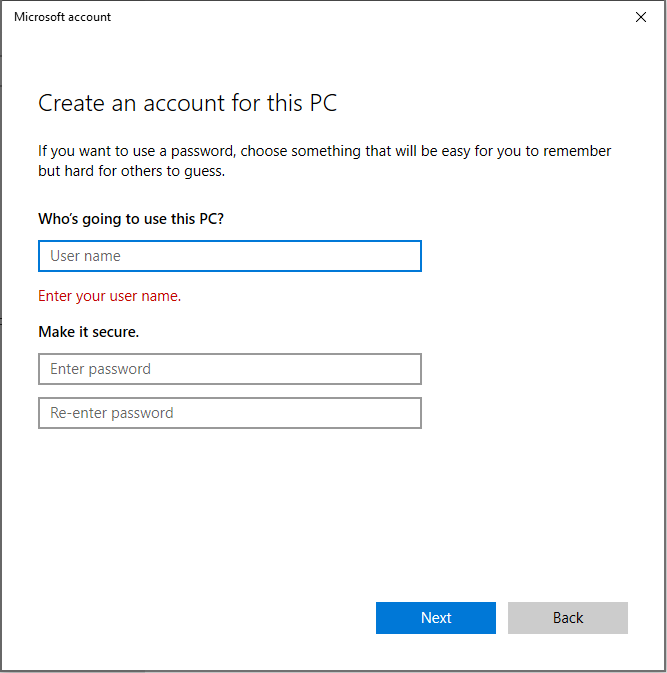 Microsoft account
Create an account for this PC
If you want to use a password, choose something that will be easy for you to remember
but hard for others to guess.
Who's going to use this PC?
User name
Enter your user name.
Make it secure.
Enter password
Re-enter password
Next
Back